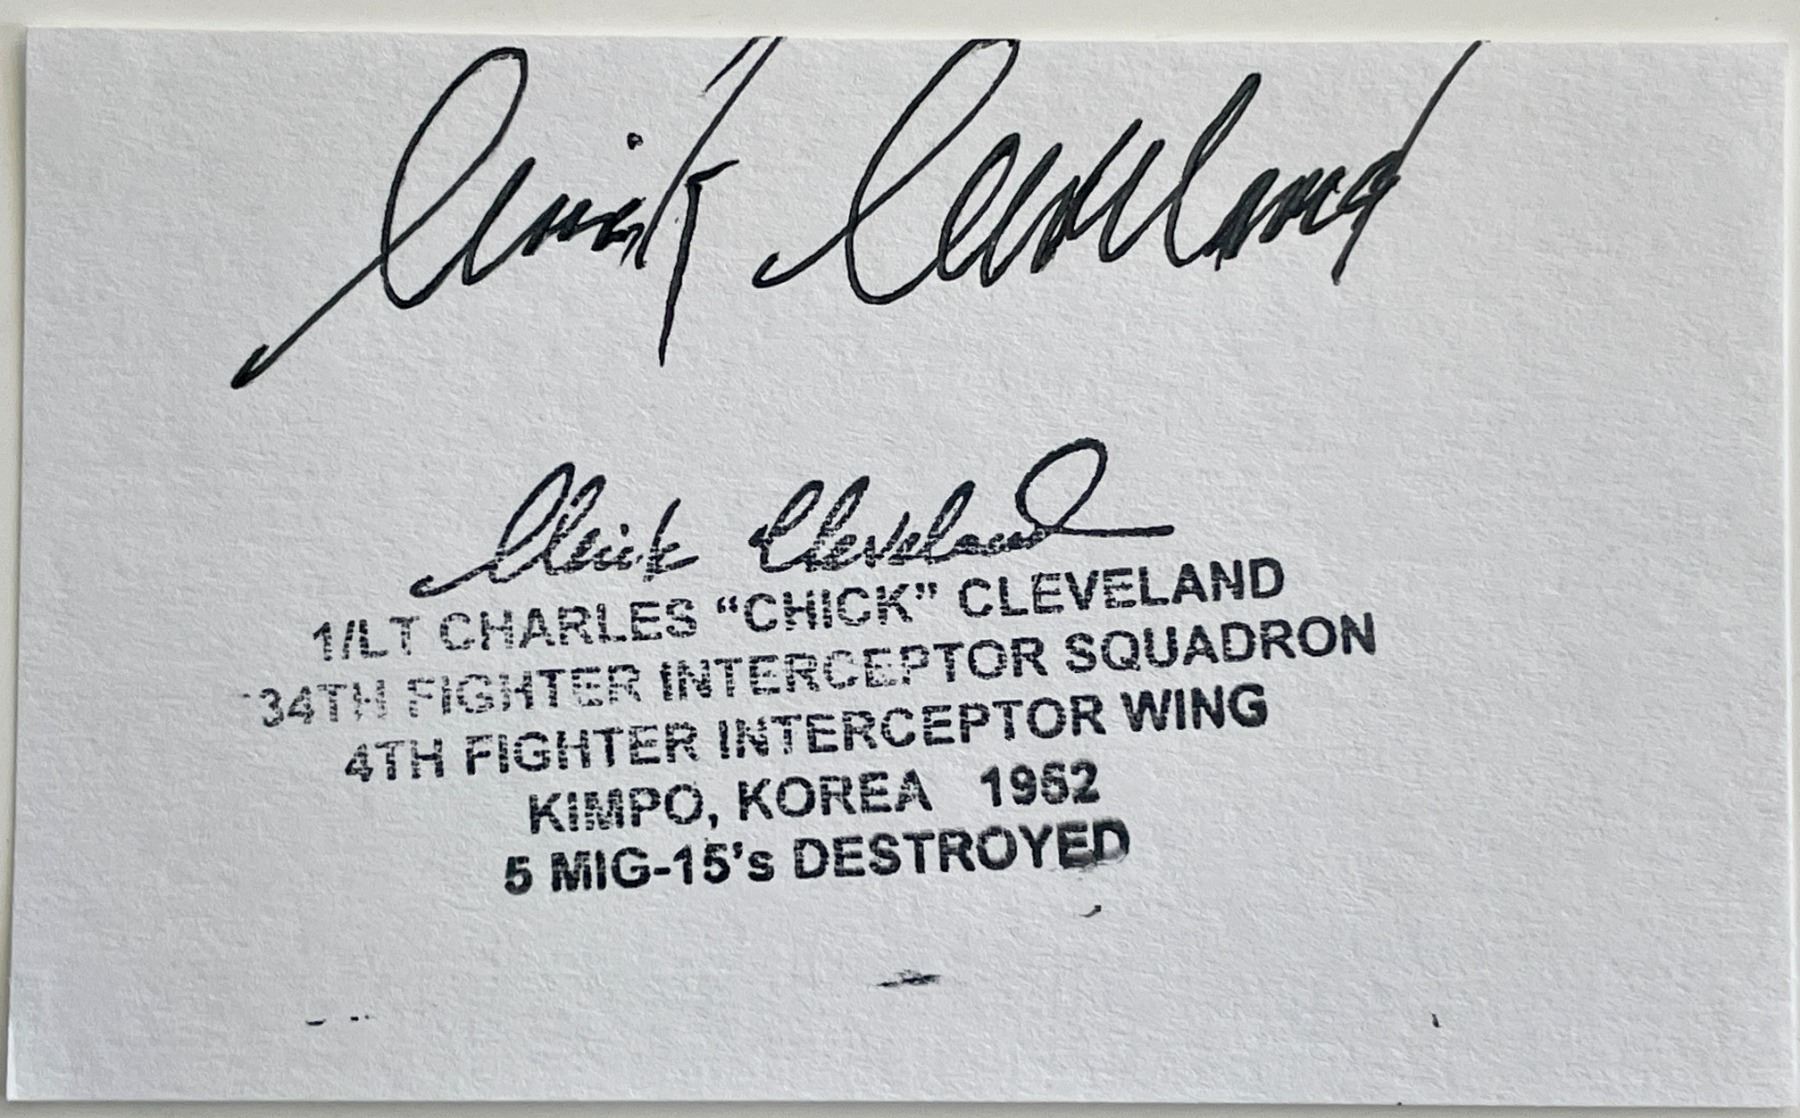 Chick Cleveland
Chick Cleveland
1/LT CHARLES “CHICK” CLEVELAND
34TH FIGHTER INTERCEPTOR SQUADRON
4TH FIGHTER INTERCEPTOR WING
KIMPO, KOREA 1952
5 MIG-15's DESTROYED